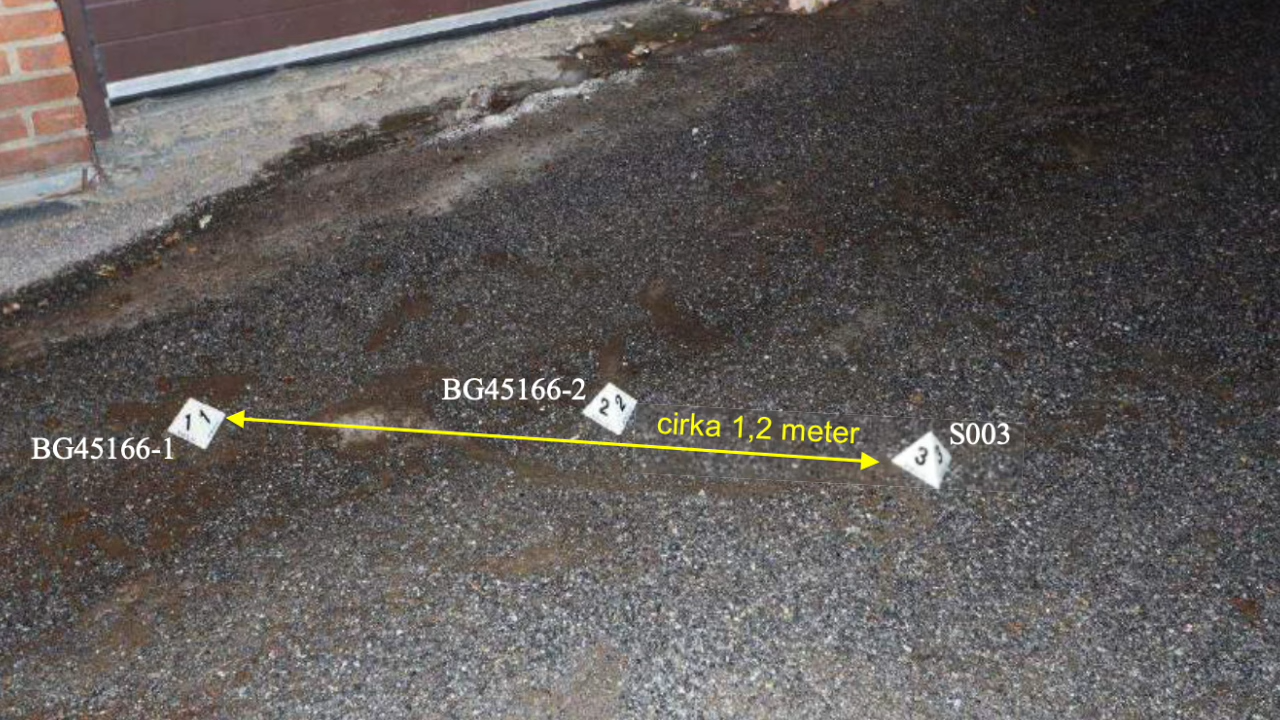 BG45166-2
2 2
cirka 1,2 meter
1 1
BG45166-1
S003
3 3